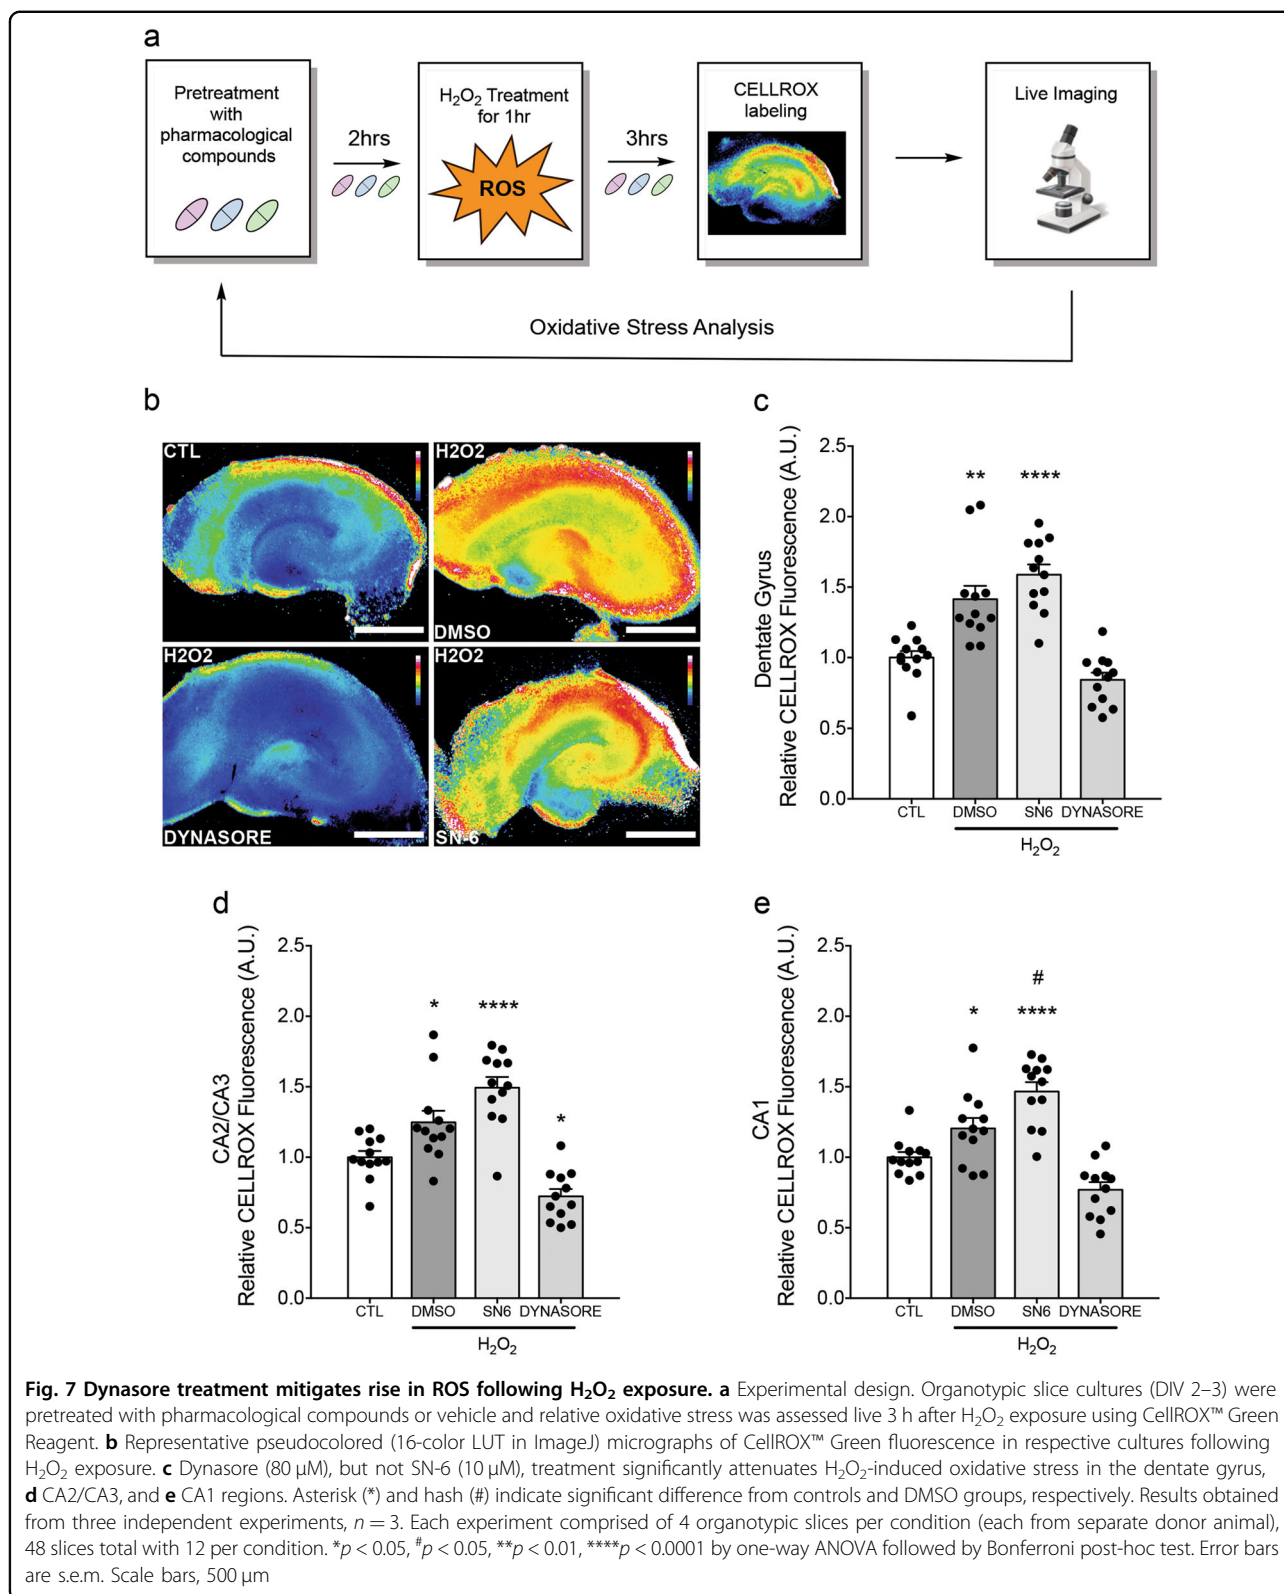 a
Pretreatment
with
pharmacological
compounds
2hrs
H₂O₂ Treatment
for 1hr
ROS
3hrs
CELLROX
labeling
Live Imaging
Oxidative Stress Analysis
b
CTL
H2O2
DMSO
H2O2
DYNASORE
H2O2
SN-6
c
Dentate Gyrus
Relative CELLROX Fluorescence (A.U.)
2.5
2.0
1.5
1.0
0.5
0.0
**
****
CTL DMSO SN6 DYNASORE
H₂O₂
d
CA2/CA3
Relative CELLROX Fluorescence (A.U.)
2.5
2.0
1.5
1.0
0.5
0.0
*
****
*
CTL DMSO SN6 DYNASORE
H₂O₂
e
CA1
Relative CELLROX Fluorescence (A.U.)
2.5
2.0
1.5
1.0
0.5
0.0
*
#
****
CTL DMSO SN6 DYNASORE
H₂O₂
Fig. 7 Dynasore treatment mitigates rise in ROS following H₂O₂ exposure. a Experimental design. Organotypic slice cultures (DIV 2–3) were
pretreated with pharmacological compounds or vehicle and relative oxidative stress was assessed live 3 h after H₂O₂ exposure using CellROX™ Green
Reagent. b Representative pseudocolored (16-color LUT in ImageJ) micrographs of CellROX™ Green fluorescence in respective cultures following
H₂O₂ exposure. c Dynasore (80 µM), but not SN-6 (10 µM), treatment significantly attenuates H₂O₂-induced oxidative stress in the dentate gyrus,
d CA2/CA3, and e CA1 regions. Asterisk (*) and hash (#) indicate significant difference from controls and DMSO groups, respectively. Results obtained
from three independent experiments, n = 3. Each experiment comprised of 4 organotypic slices per condition (each from separate donor animal),
48 slices total with 12 per condition. *p < 0.05, #p < 0.05, **p < 0.01, ****p < 0.0001 by one-way ANOVA followed by Bonferroni post-hoc test. Error bars
are s.e.m. Scale bars, 500 µm